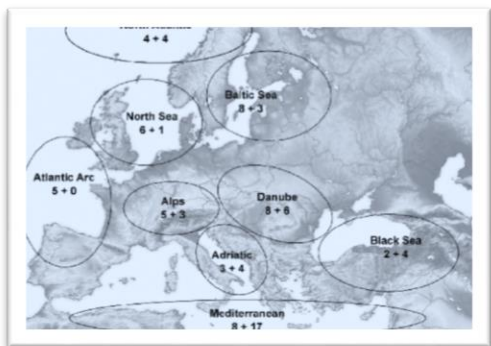 4 + 4
Baltic Sea
8 + 3
North Sea
6 + 1
Atlantic Arc
5 + 0
Alps
5 + 3
Danube
8 + 6
Adriatic
3 + 4
Black Sea
2 + 4
Mediterranean
8 + 17